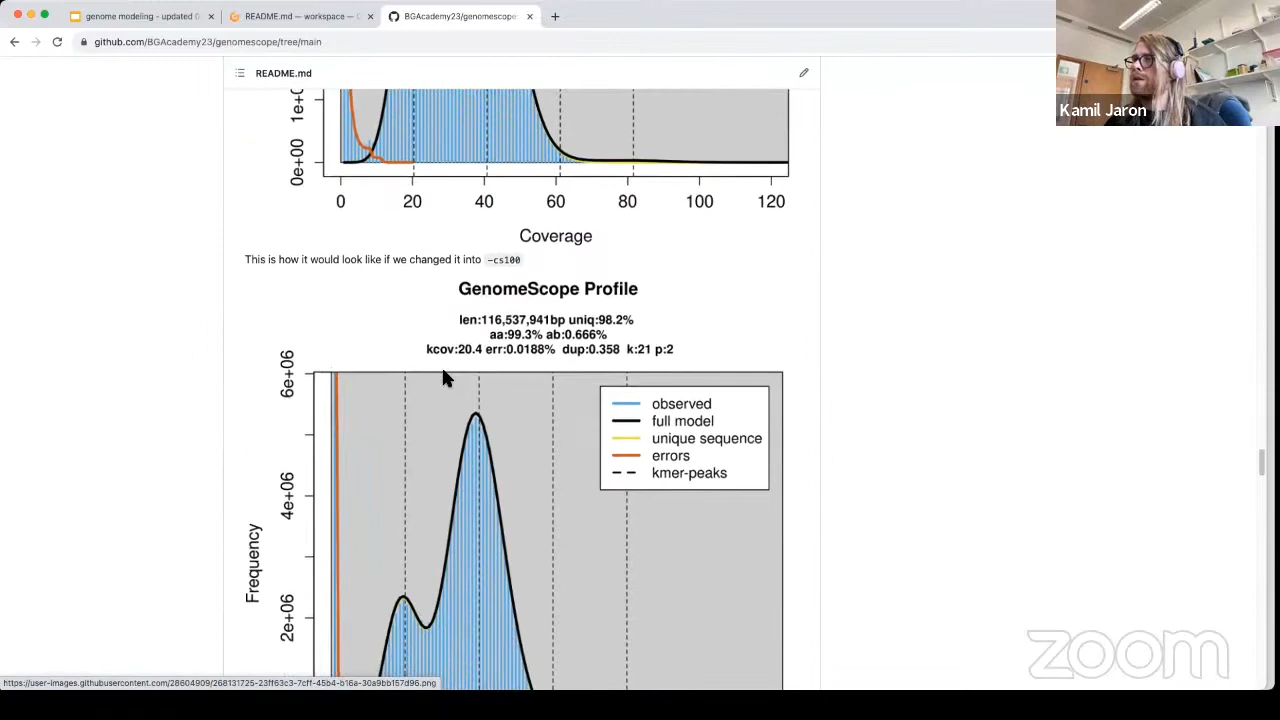 genome modeling - updated
README.md — workspace —
BGAcademy23/genomescope
github.com/BGAcademy23/genomescope/tree/main
README.md
Kamil Jaron
0e+00
0 20 40 60 80 100 120
Coverage
This is how it would look like if we changed it into -cs100
GenomeScope Profile
len:116,537,941bp uniq:98.2%
aa:99.3% ab:0.666%
kcov:20.4 err:0.0188% dup:0.358 k:21 p:2
6e+06
4e+06
2e+06
Frequency
observed
full model
unique sequence
errors
kmer-peaks
zoom
https://user-images.githubusercontent.com/28604909/268131725-23ff63c3-7cff-45b4-b16a-30a9bb157d96.png